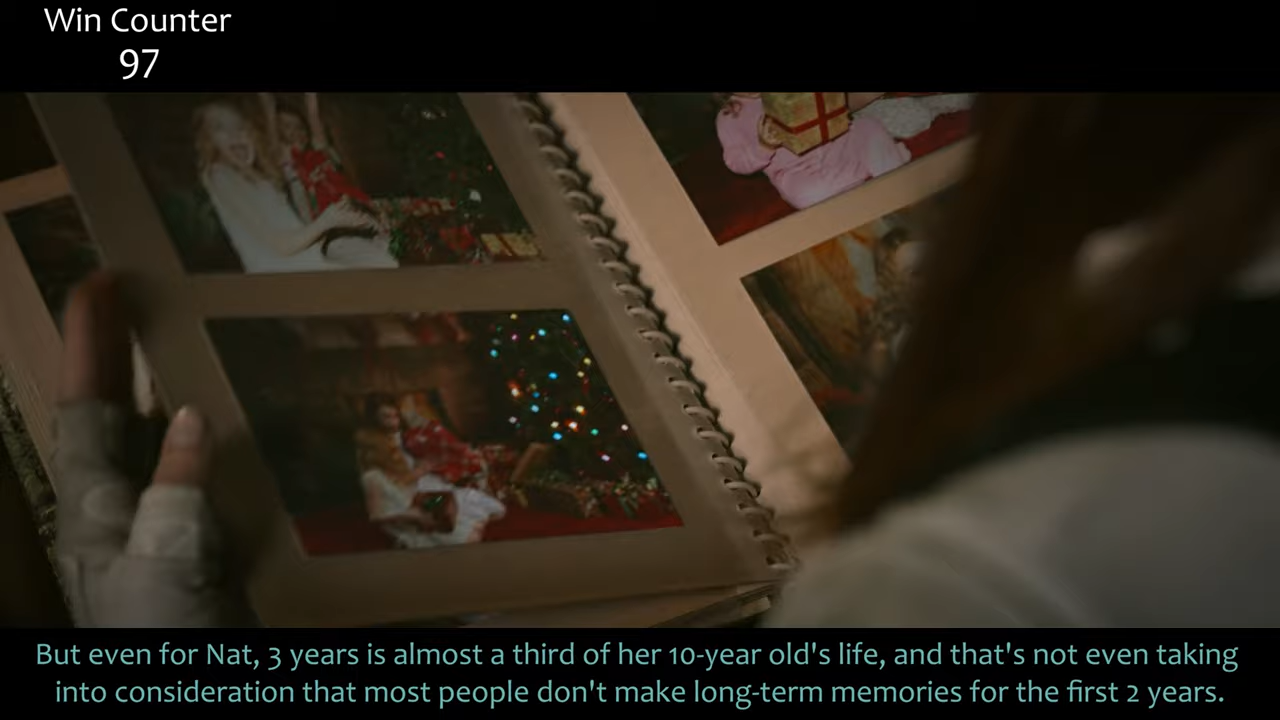 Win Counter
97
But even for Nat, 3 years is almost a third of her 10-year old's life, and that's not even taking
into consideration that most people don't make long-term memories for the first 2 years.